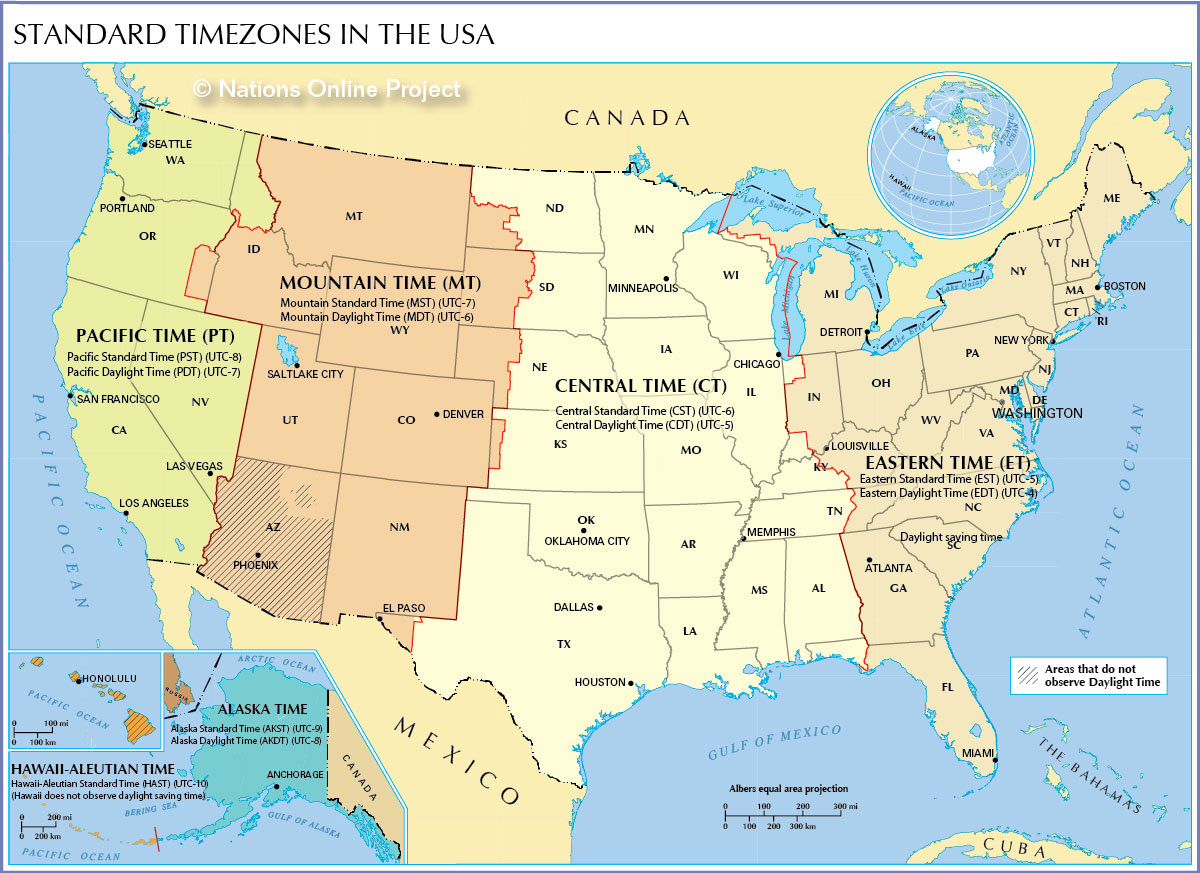 STANDARD TIMEZONES IN THE USA
© Nations Online Project
CANADA
ALASKA
ATLANTIC OCEAN
HAWAII
PACIFIC OCEAN
SEATTLE
WA
PORTLAND
OR
MT
ID
ND
MN
Lake Superior
ME
VT
NH
NY
MA
BOSTON
CT
RI
WI
MI
Lake Huron
Lake Michigan
Lake Ontario
Lake Erie
DETROIT
MOUNTAIN TIME (MT)
Mountain Standard Time (MST) (UTC-7)
Mountain Daylight Time (MDT) (UTC-6)
WY
SD
MINNEAPOLIS
PACIFIC TIME (PT)
Pacific Standard Time (PST) (UTC-8)
Pacific Daylight Time (PDT) (UTC-7)
SALTLAKE CITY
NE
IA
CHICAGO
NEW YORK
PA
NJ
SAN FRANCISCO
NV
CA
UT
CO
DENVER
CENTRAL TIME (CT)
Central Standard Time (CST) (UTC-6)
Central Daylight Time (CDT) (UTC-5)
IL
IN
OH
MD
DE
WASHINGTON
WV
VA
KS
MO
LOUISVILLE
KY
EASTERN TIME (ET)
Eastern Standard Time (EST) (UTC-5)
Eastern Daylight Time (EDT) (UTC-4)
LAS VEGAS
LOS ANGELES
AZ
PHOENIX
NM
OK
OKLAHOMA CITY
AR
TN
NC
MEMPHIS
Daylight saving time
SC
ATLANTA
GA
MS
AL
EL PASO
DALLAS
TX
LA
HOUSTON
FL
MIAMI
PACIFIC OCEAN
ATLANTIC OCEAN
Areas that do not
observe Daylight Time
GULF OF MEXICO
MEXICO
THE BAHAMAS
CUBA
Albers equal area projection
0 100 200 300 mi
0 100 200 300 km
HONOLULU
PACIFIC OCEAN
0 100 mi
0 100 km
ARCTIC OCEAN
RUSSIA
ALASKA TIME
Alaska Standard Time (AKST) (UTC-9)
Alaska Daylight Time (AKDT) (UTC-8)
ANCHORAGE
CANADA
HAWAII-ALEUTIAN TIME
Hawaii-Aleutian Standard Time (HAST) (UTC-10)
(Hawaii does not observe daylight saving time)
BERING SEA
GULF OF ALASKA
0 200 mi
0 200 km
PACIFIC OCEAN